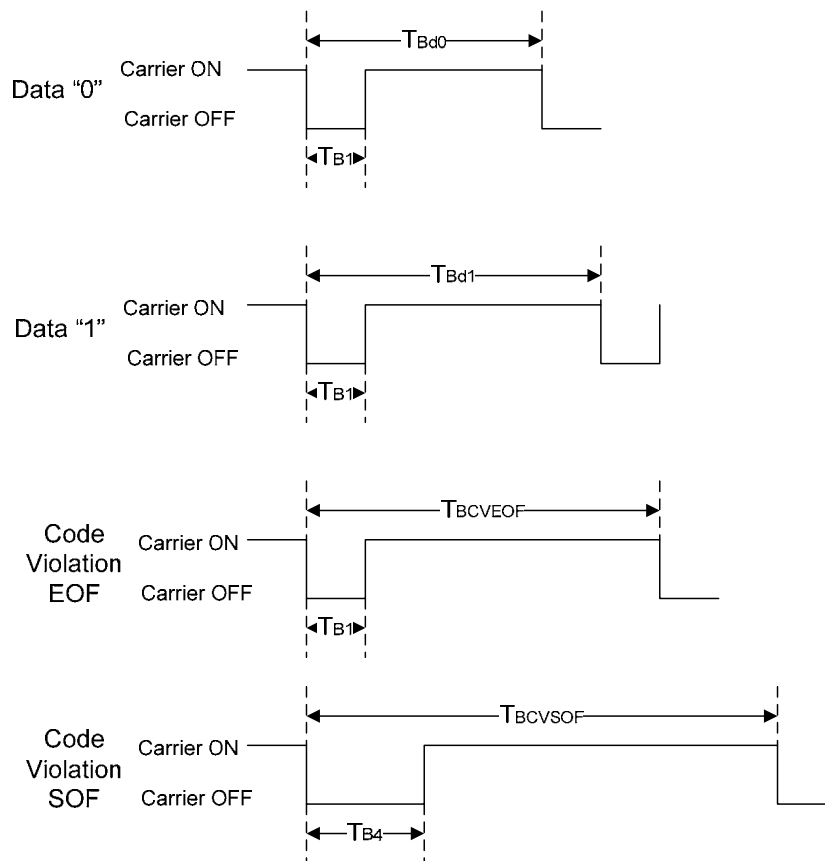 TBd0
Data “0”
Carrier ON
Carrier OFF
TB1
TBd1
Data “1”
Carrier ON
Carrier OFF
TB1
TBCVEOF
Code
Violation
EOF
Carrier ON
Carrier OFF
TB1
TBCVSOF
Code
Violation
SOF
Carrier ON
Carrier OFF
TB4